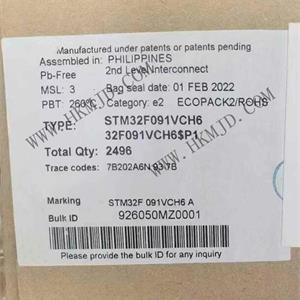 Manufactured under patents or patents pending
Assembled in: PHILIPPINES
Pb-Free 2nd Level Interconnect
MSL: 3 Bag seal date: 01 FEB 2022
PBT: 260°C Category: e2 ECOPACK2/ROHS
TYPE: STM32F091VCH6
32F091VCH6$P1
Total Qty: 2496
Trace codes: 7B202A6N 93 7B
Marking STM32F 091VCH6 A
Bulk ID 926050MZ0001
Please provide the bulk ID for any inquiry
WWW.HKMJD.COM